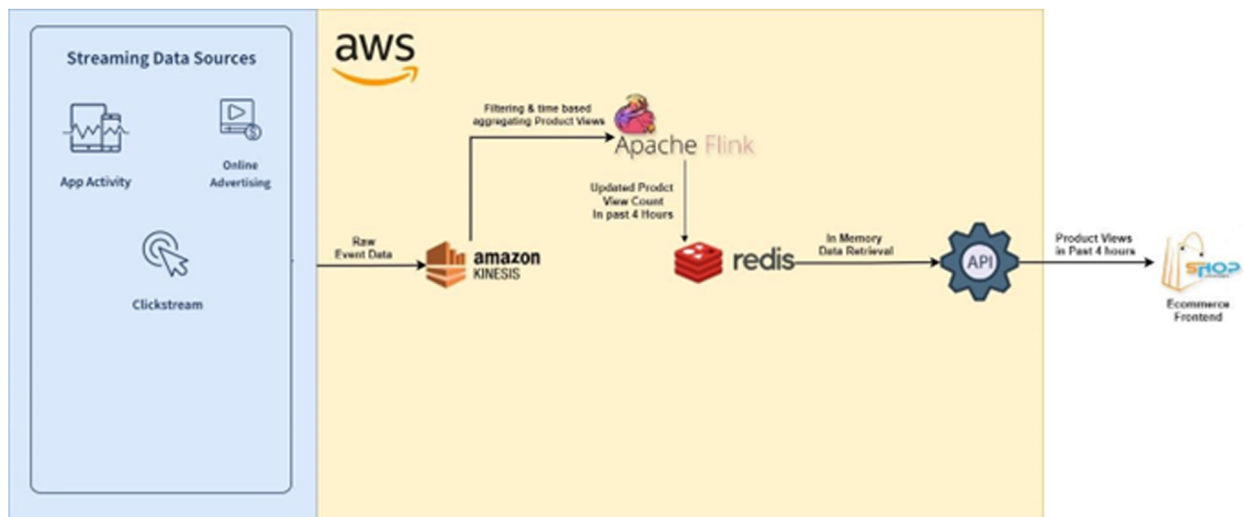 Streaming Data Sources
App Activity
Online
Advertising
Clickstream
aws
Raw
Event Data
amazon
KINESIS
Filtering & time based
aggregating Product Views
Apache Flink
Updated Prodct
View Count
In past 4 Hours
redis
In Memory
Data Retrieval
API
Product Views
in Past 4 hours
SHOP
Ecommerce
Frontend